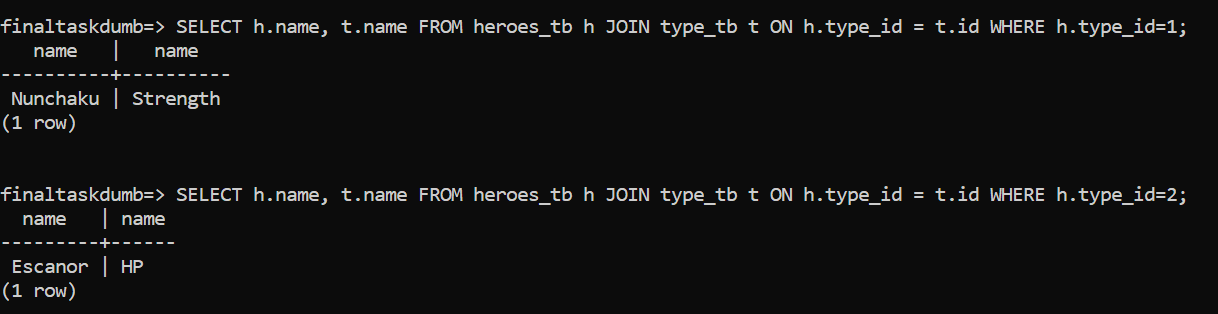 finaltaskdumb=> SELECT h.name, t.name FROM heroes_tb h JOIN type_tb t ON h.type_id = t.id WHERE h.type_id=1;
   name   |   name
----------+----------
 Nunchaku | Strength
(1 row)
finaltaskdumb=> SELECT h.name, t.name FROM heroes_tb h JOIN type_tb t ON h.type_id = t.id WHERE h.type_id=2;
  name   | name
---------+------
 Escanor | HP
(1 row)